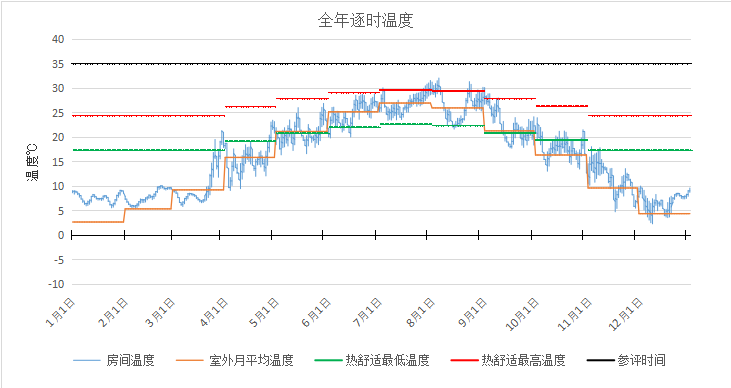 全年逐时温度
40
35
30
25
20
15
10
5
0
-5
-10
温度℃
1月1日
2月1日
3月1日
4月1日
5月1日
6月1日
7月1日
8月1日
9月1日
10月1日
11月1日
12月1日
房间温度
室外月平均温度
热舒适最低温度
热舒适最高温度
参评时间